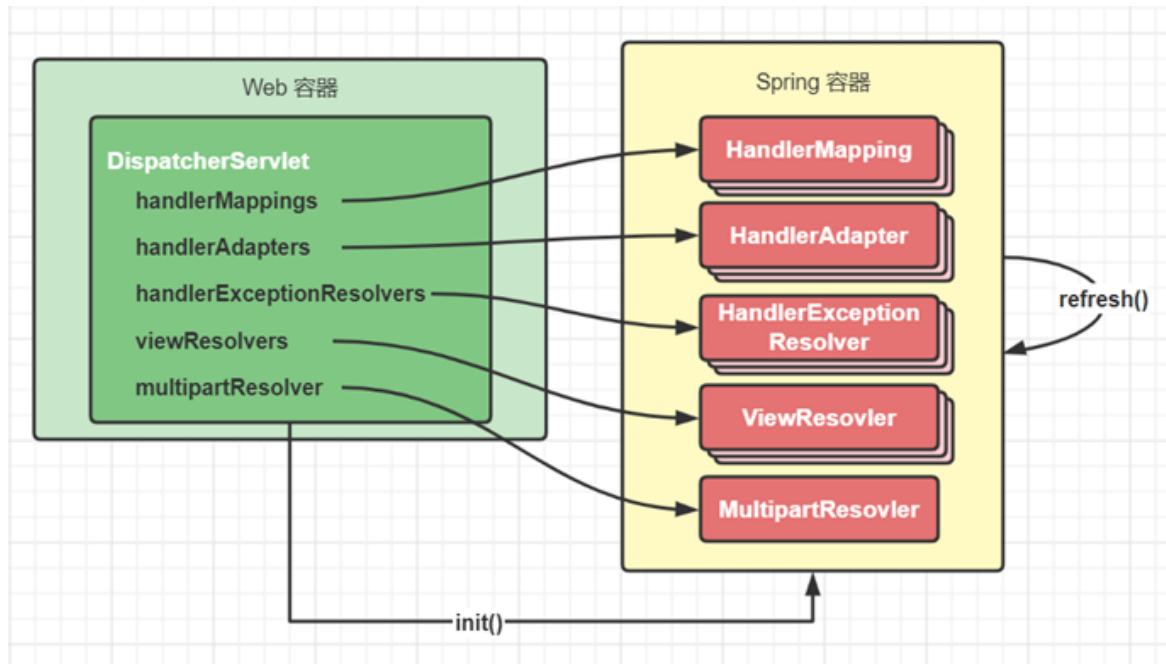 Web 容器
DispatcherServlet
handlerMappings
handlerAdapters
handlerExceptionResolvers
viewResolvers
multipartResolver
Spring 容器
HandlerMapping
HandlerAdapter
HandlerException
Resolver
ViewResovler
MultipartResovler
refresh()
init()